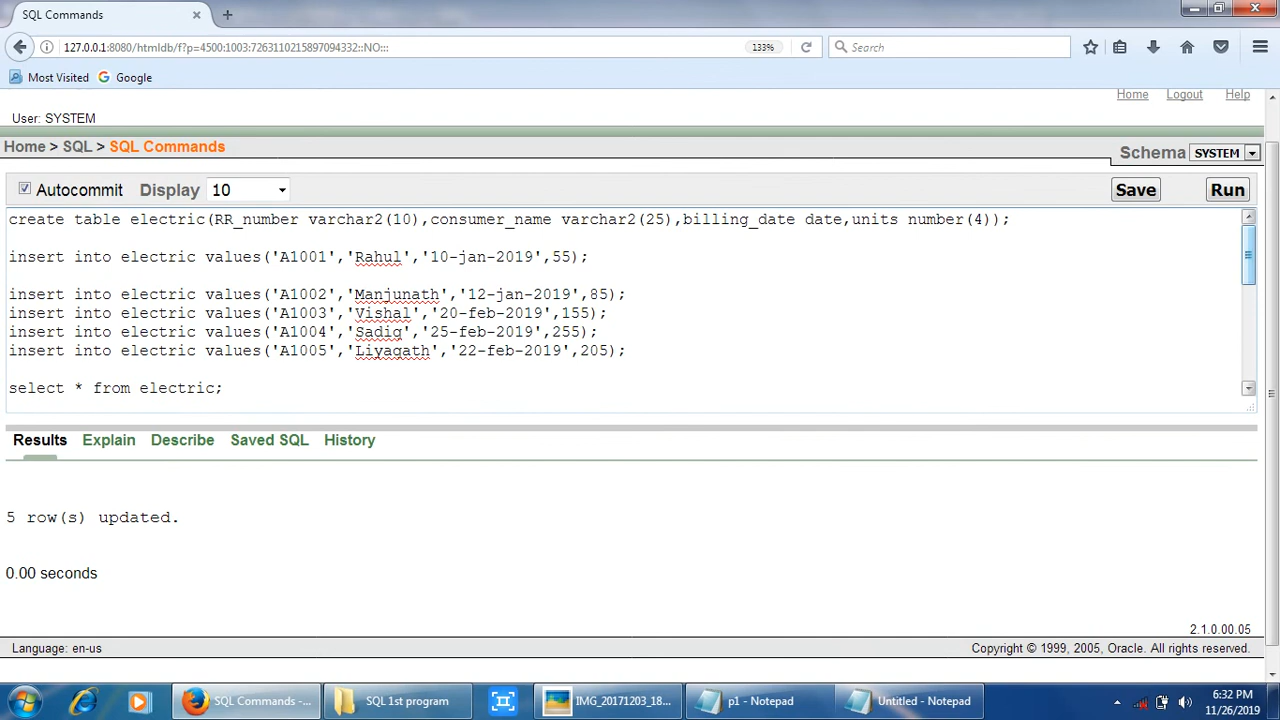 SQL Commands
127.0.0.1:8080/htmldb/f?p=4500:1003:7263110215897094332::NO:::
133%
Search
Most Visited
Google
Home
Logout
Help
User: SYSTEM
Home > SQL > SQL Commands
Schema
SYSTEM
Autocommit
Display
10
Save
Run
create table electric(RR_number varchar2(10),consumer_name varchar2(25),billing_date date,units number(4));
insert into electric values('A1001','Rahul','10-jan-2019',55);
insert into electric values('A1002','Manjunath','12-jan-2019',85);
insert into electric values('A1003','Vishal','20-feb-2019',155);
insert into electric values('A1004','Sadiq','25-feb-2019',255);
insert into electric values('A1005','Liyaqath','22-feb-2019',205);
select * from electric;
Results
Explain
Describe
Saved SQL
History
5 row(s) updated.
0.00 seconds
2.1.0.00.05
Language: en-us
Copyright © 1999, 2005, Oracle. All rights reserved.
SQL Commands -...
SQL 1st program
IMG_20171203_18...
p1 - Notepad
Untitled - Notepad
6:32 PM
11/26/2019